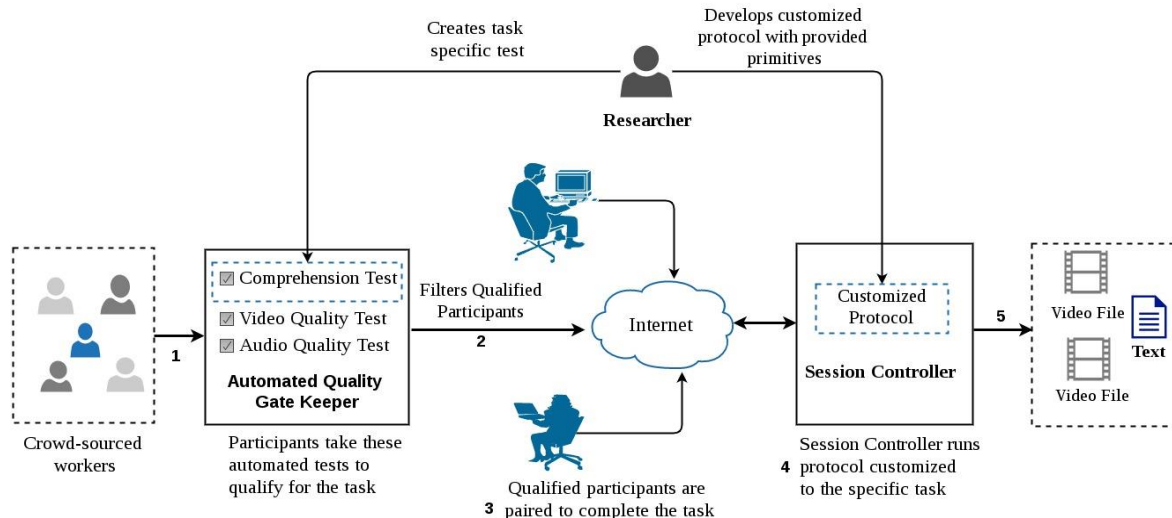 Creates task
specific test
Develops customized
protocol with provided
primitives
Researcher
Comprehension Test
Video Quality Test
Audio Quality Test
Automated Quality
Gate Keeper
1
Crowd-sourced
workers
Participants take these
automated tests to
qualify for the task
Filters Qualified
Participants
2
Internet
3 Qualified participants are
paired to complete the task
Customized
Protocol
Session Controller
4 Session Controller runs
protocol customized
to the specific task
5
Video File
Text
Video File